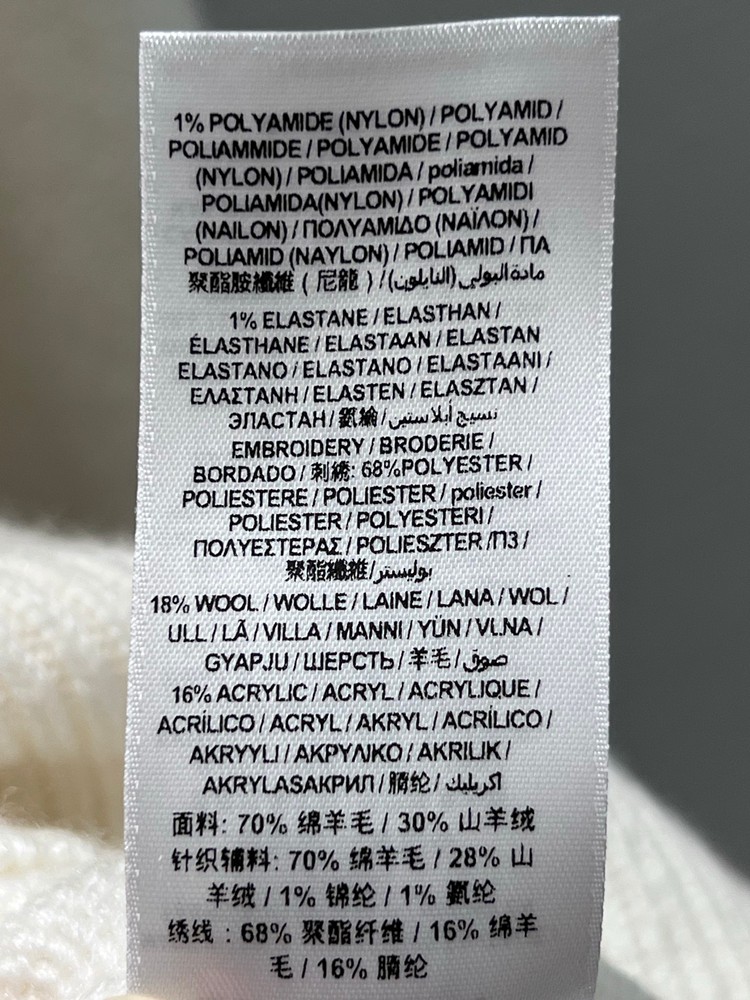 1% POLYAMIDE (NYLON) / POLYAMID /
POLIAMMIDE / POLYAMIDE / POLYAMID
(NYLON) / POLIAMIDA / poliamida /
POLIAMIDA(NYLON) / POLYAMIDI
(NAILON) / ΠΟΛΥΑΜΙΔΟ (ΝΑΪΛΟΝ) /
POLIAMID (NAYLON) / POLIAMID / ПА
聚酯胺纖維 ( 尼龍 ) / مادة البولي (النايلون)
1% ELASTANE / ELASTHAN /
ÉLASTHANE / ELASTAAN / ELASTAN
ELASTANO / ELASTANO / ELASTAANI /
ΕΛΑΣΤΑΝΗ / ELASTEN / ELASZTAN /
ЭЛАСТАН / 氨綸 / نسيج أيلاستين
EMBROIDERY / BRODERIE /
BORDADO / 刺綉: 68%POLYESTER /
POLIESTERE / POLIESTER / poliester /
POLIESTER / POLYESTERI /
ΠΟΛΥΕΣΤΕΡΑΣ / POLIESZTER /ПЭ /
聚酯纖維/بوليستر
18% WOOL / WOLLE / LAINE / LANA / WOL /
ULL / LÃ / VILLA / MANNI / YÜN / VLNA /
GYAPJU / ШЕРСТЬ / 羊毛 / صوق
16% ACRYLIC / ACRYL / ACRYLIQUE /
ACRÍLICO / ACRYL / AKRYL / ACRÍLICO /
AKRYYLI / ΑΚΡΥΛΙΚΟ / AKRILIK /
AKRYLASАКРИЛ / 腈纶 / اكريليك
面料: 70% 绵羊毛 / 30% 山羊绒
针织辅料: 70% 绵羊毛 / 28% 山
羊绒 / 1% 锦纶 / 1% 氨纶
绣线 : 68% 聚酯纤维 / 16% 绵羊
毛 / 16% 腈纶